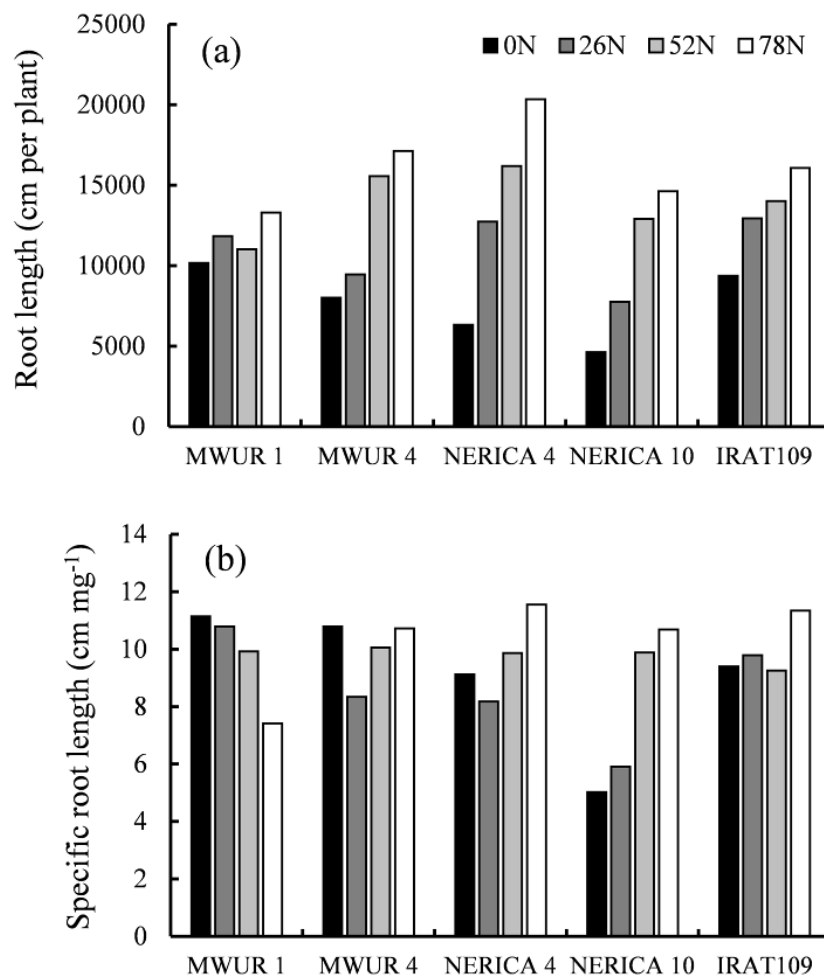 (a)
0N 26N 52N 78N
Root length (cm per plant)
25000
20000
15000
10000
5000
0
MWUR 1 MWUR 4 NERICA 4 NERICA 10 IRAT109
(b)
Specific root length (cm mg⁻¹)
14
12
10
8
6
4
2
0
MWUR 1 MWUR 4 NERICA 4 NERICA 10 IRAT109